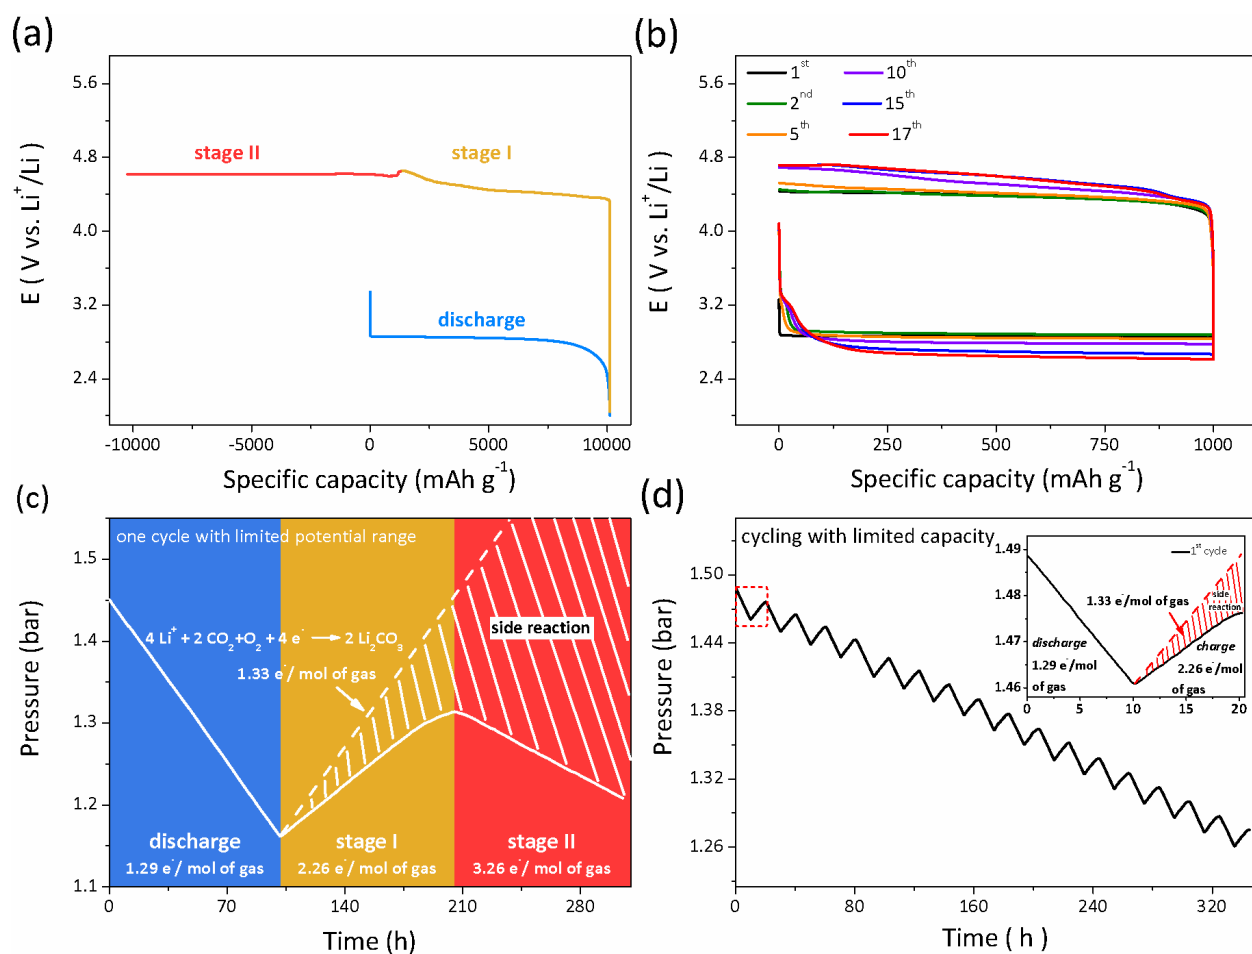 (a)
5.6
4.8
4.0
3.2
2.4
E ( V vs. Li⁺/Li)
stage II
stage I
discharge
-10000
-5000
0
5000
10000
Specific capacity (mAh g⁻¹)
(b)
5.6
4.8
4.0
3.2
2.4
E ( V vs. Li⁺/Li)
1ˢᵗ
10ᵗʰ
2ⁿᵈ
15ᵗʰ
5ᵗʰ
17ᵗʰ
0
250
500
750
1000
Specific capacity (mAh g⁻¹)
(c)
1.5
1.4
1.3
1.2
1.1
Pressure (bar)
one cycle with limited potential range
4 Li⁺ + 2 CO₂+O₂ + 4 e⁻ → 2 Li₂CO₃
1.33 e⁻/ mol of gas
side reaction
discharge
1.29 e⁻/ mol of gas
stage I
2.26 e⁻/ mol of gas
stage II
3.26 e⁻/ mol of gas
0
70
140
210
280
Time (h)
(d)
1.50
1.44
1.38
1.32
1.26
Pressure (bar)
cycling with limited capacity
1.49
1.48
1.47
1.46
1ˢᵗ cycle
1.33 e⁻/mol of gas
side
reaction
discharge
1.29 e⁻/mol
of gas
charge
2.26 e⁻/mol
of gas
0
5
10
15
20
0
80
160
240
320
Time ( h )